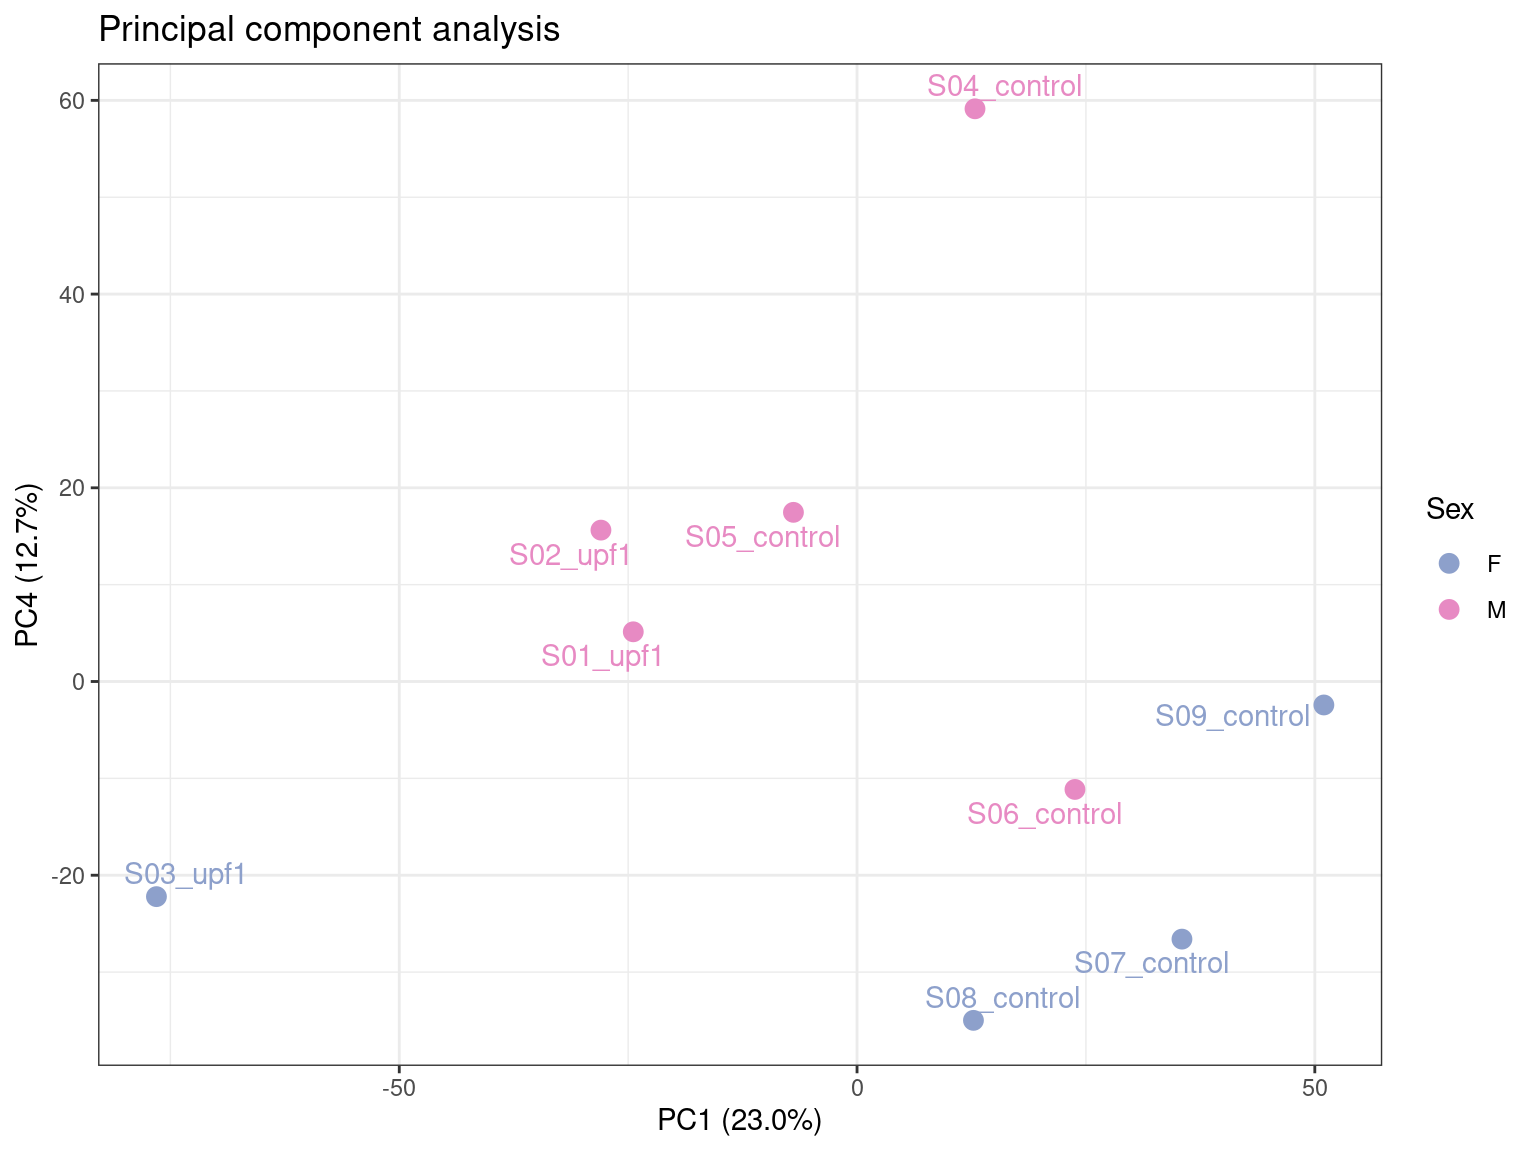 Principal component analysis
S04_control
60
40
20
S05_control
S02_upf1
S01_upf1
0
S09_control
S06_control
S03_upf1
-20
S07_control
S08_control
-50
0
50
PC1 (23.0%)
PC4 (12.7%)
Sex
F
M